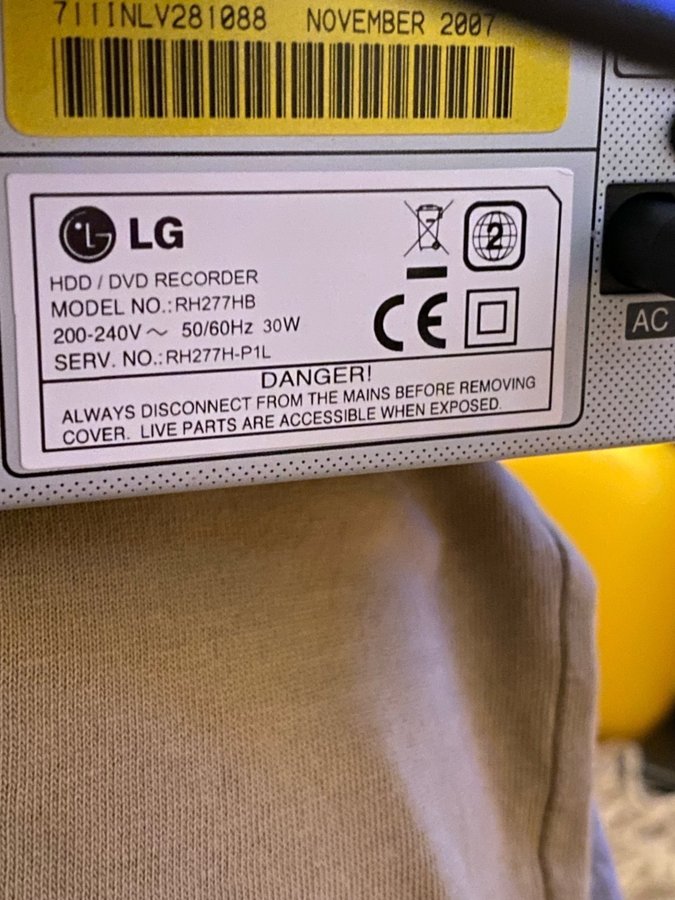 711INLV281088 NOVEMBER 2007
LG
2
HDD / DVD RECORDER
MODEL NO.:RH277HB
200-240V~ 50/60Hz 30W
SERV. NO.:RH277H-P1L
CE
DANGER!
ALWAYS DISCONNECT FROM THE MAINS BEFORE REMOVING
COVER. LIVE PARTS ARE ACCESSIBLE WHEN EXPOSED.
AC